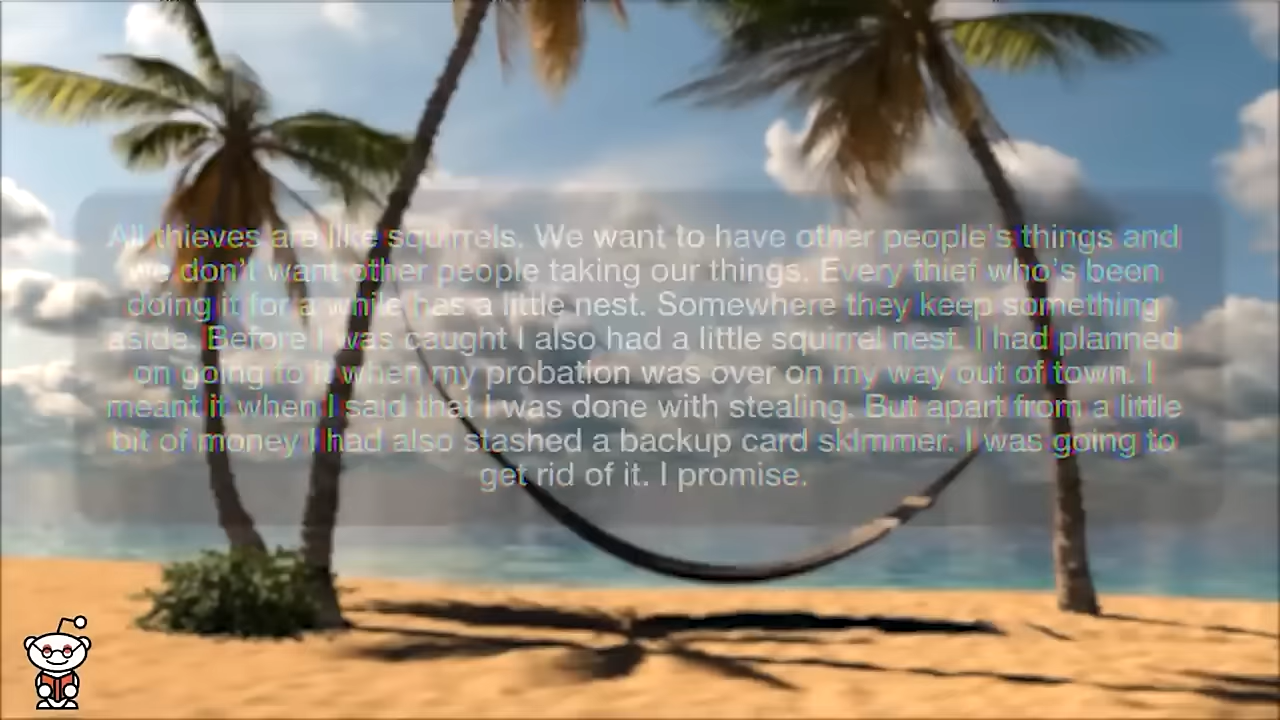 All thieves are like squirrels. We want to have other people's things and
we don't want other people taking our things. Every thief who's been
doing it for a while has a little nest. Somewhere they keep something
aside. Before I was caught I also had a little squirrel nest. I had planned
on going to it when my probation was over on my way out of town. I
meant it when I said that I was done with stealing. But apart from a little
bit of money I had also stashed a backup card skimmer. I was going to
get rid of it. I promise.